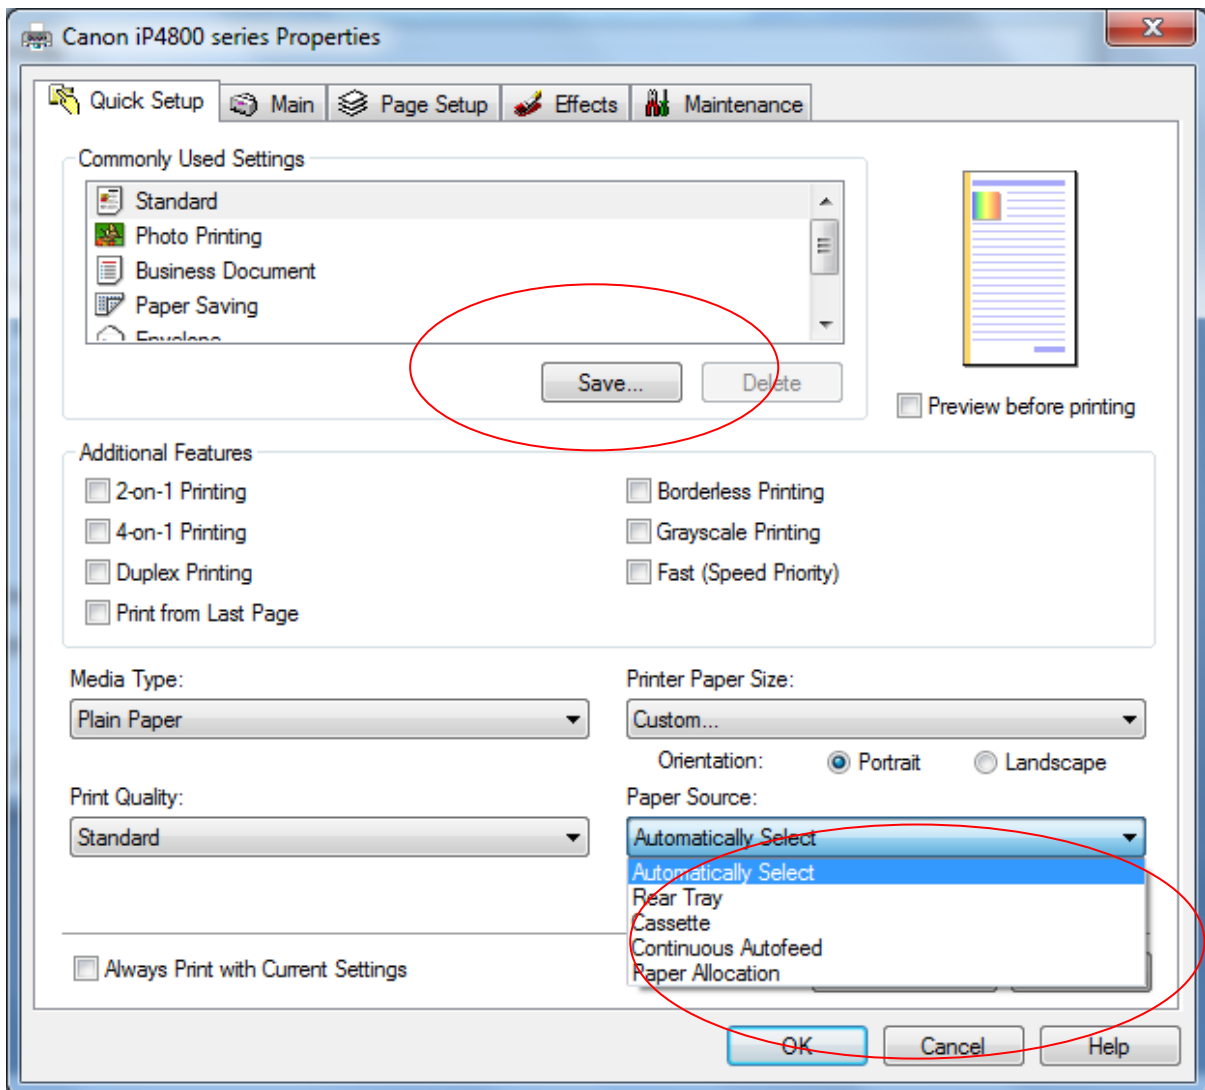 Canon iP4800 series Properties
X
Quick Setup
Main
Page Setup
Effects
Maintenance
Commonly Used Settings
Standard
Photo Printing
Business Document
Paper Saving
Envelope
Save...
Delete
Preview before printing
Additional Features
2-on-1 Printing
Borderless Printing
4-on-1 Printing
Grayscale Printing
Duplex Printing
Fast (Speed Priority)
Print from Last Page
Media Type:
Printer Paper Size:
Plain Paper
Custom...
Orientation:
Portrait
Landscape
Print Quality:
Paper Source:
Standard
Automatically Select
Automatically Select
Rear Tray
Cassette
Continuous Autofeed
Paper Allocation
Always Print with Current Settings
OK
Cancel
Help